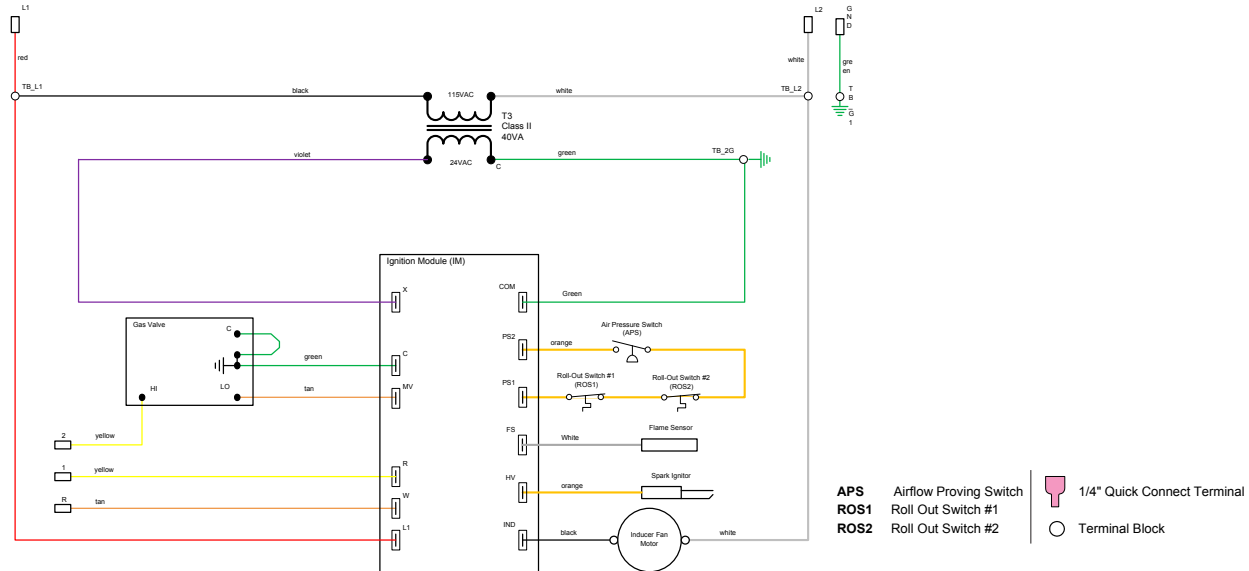 L1
L2
G
N
D
red
white
gre
en
TB_L1
black
115VAC
white
TB_L2
T
B
_
G
1
T3
Class II
40VA
violet
24VAC
C
green
TB_2G
Ignition Module (IM)
X
COM
Green
Gas Valve
C
green
C
HI
LO
tan
MV
PS2
orange
Air Pressure Switch
(APS)
PS1
Roll-Out Switch #1
(ROS1)
Roll-Out Switch #2
(ROS2)
2
yellow
FS
White
Flame Sensor
1
yellow
R
HV
orange
Spark Ignitor
R
tan
W
L1
IND
black
Inducer Fan
Motor
white
APS Airflow Proving Switch
ROS1 Roll Out Switch #1
ROS2 Roll Out Switch #2
1/4" Quick Connect Terminal
Terminal Block